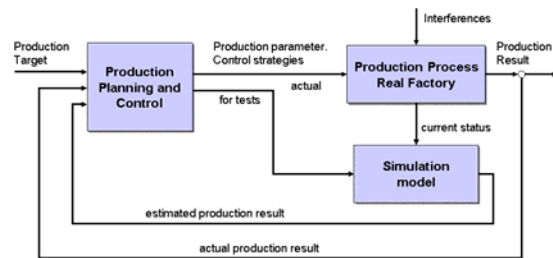 Interferences
Production
Target
Production parameter.
Control strategies
Production
Result
Production
Planning and
Control
actual
Production Process
Real Factory
for tests
current status
Simulation
model
estimated production result
actual production result